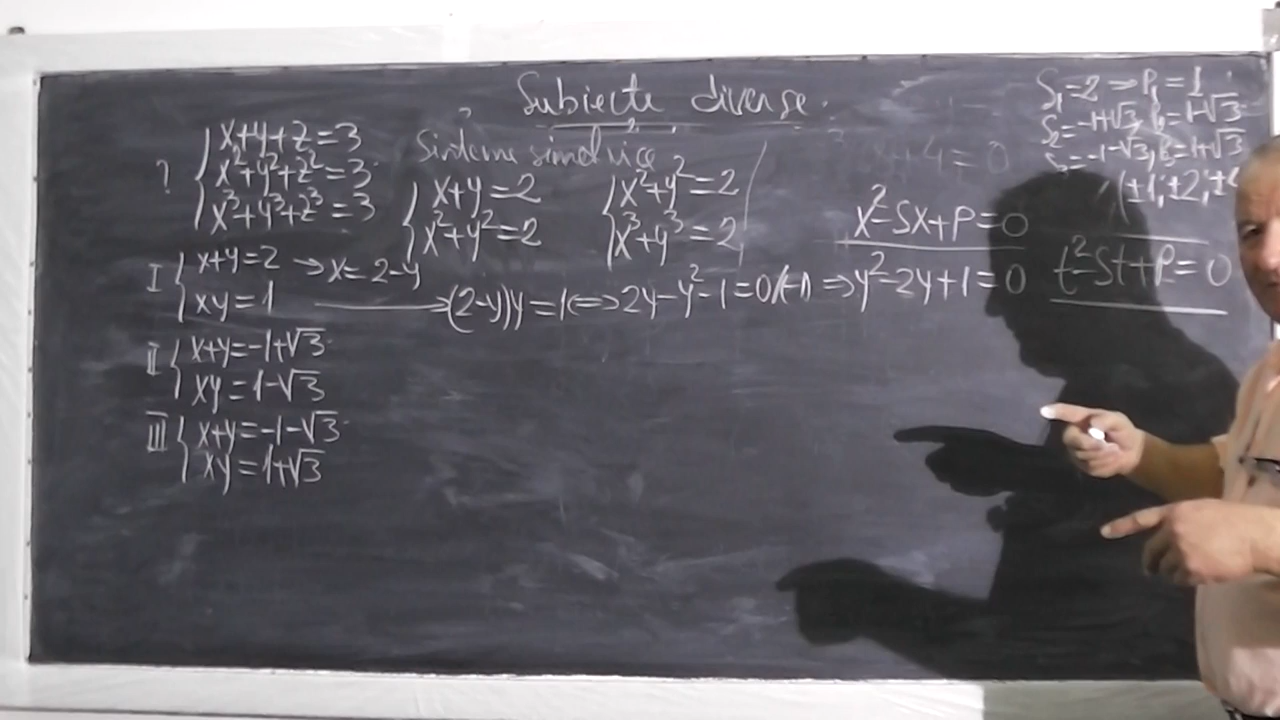 Subiecte diverse.
Sisteme simetrice
? { x+y+z=3
x²+y²+z²=3
x³+y³+z³=3
{ x+y=2
x²+y²=2
{ x²+y²=2
x³+y³=2
x+4=0
x²-Sx+P=0
S₁=2 ⇒ P₁=1
S₂=-1+√3, P₂=1-√3
-1-√3, P₃=1+√3
(±1; ±2; ±
t²-St+P=0
I { x+y=2 → x=2-y
xy=1 → (2-y)y=1 ⇔ 2y-y²-1=0/(-1) ⇒ y²-2y+1=0
II { x+y=-1+√3
xy=1-√3
III { x+y=-1-√3
xy=1+√3